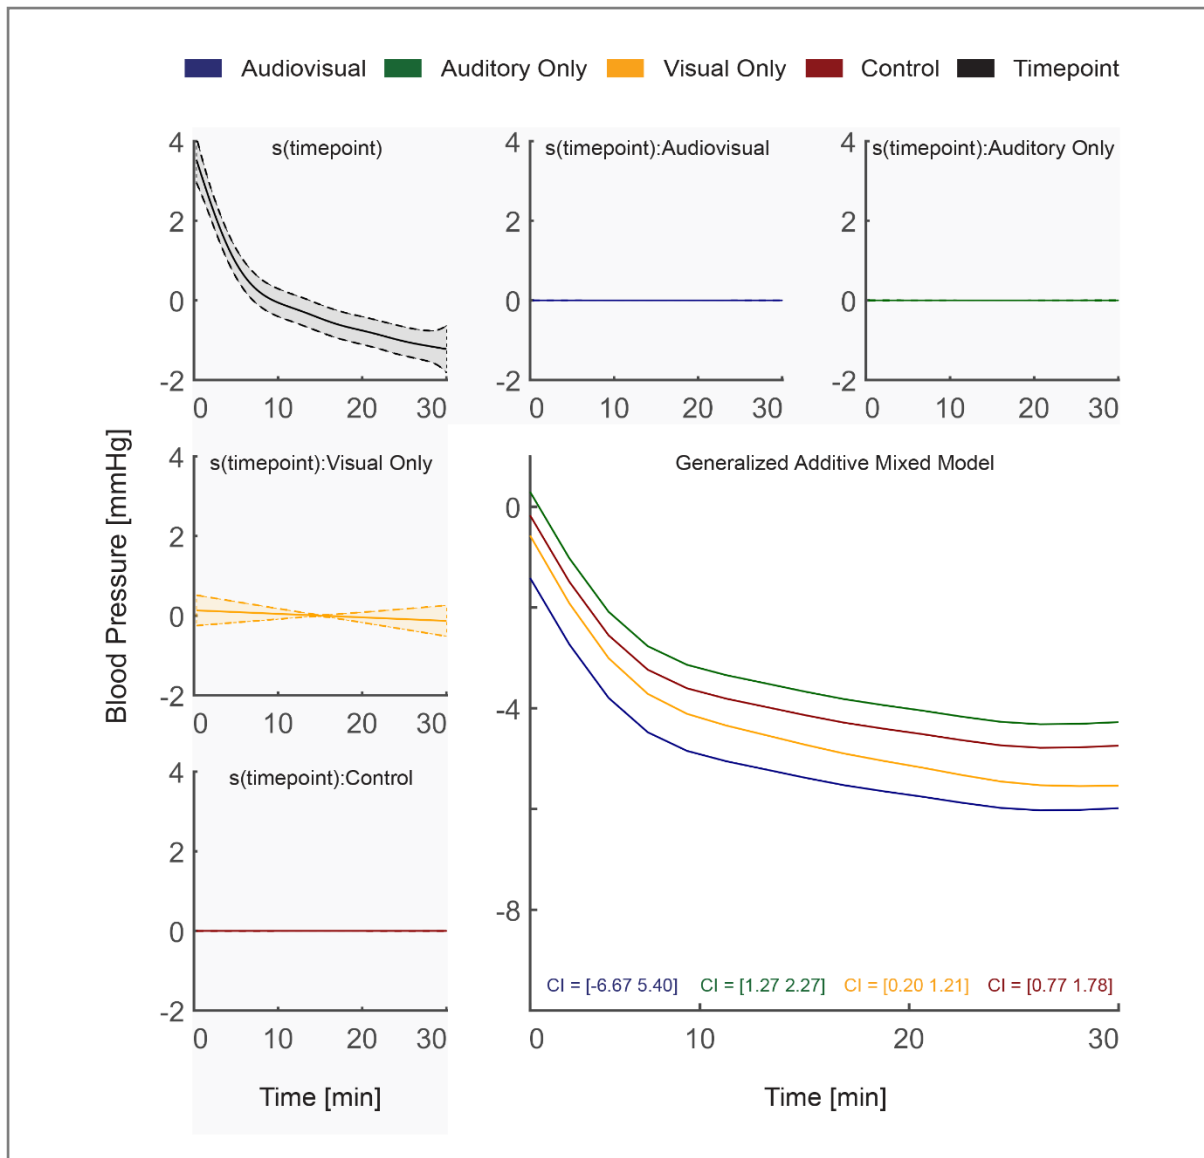 Audiovisual Auditory Only Visual Only Control Timepoint
s(timepoint)
4
2
0
-2
0 10 20 30
s(timepoint):Audiovisual
4
2
0
-2
0 10 20 30
s(timepoint):Auditory Only
4
2
0
-2
0 10 20 30
Blood Pressure [mmHg]
s(timepoint):Visual Only
4
2
0
-2
0 10 20 30
s(timepoint):Control
4
2
0
-2
0 10 20 30
Time [min]
Generalized Additive Mixed Model
0
-4
-8
CI = [-6.67 5.40] CI = [1.27 2.27] CI = [0.20 1.21] CI = [0.77 1.78]
0 10 20 30
Time [min]